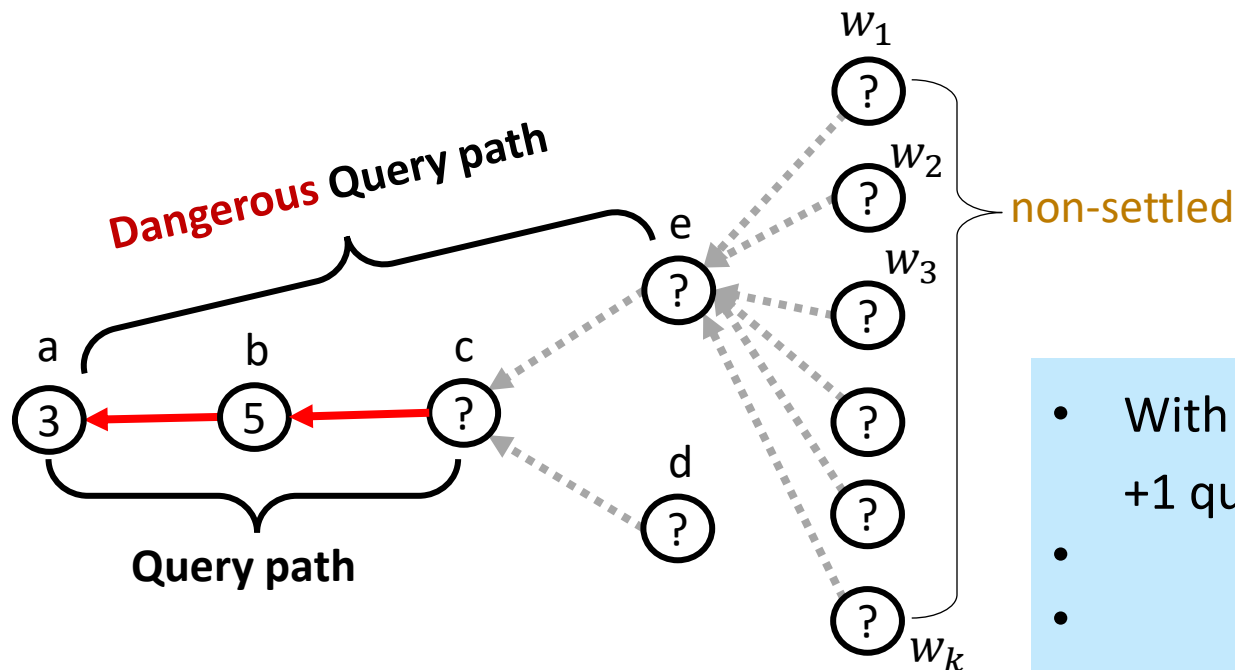 w₁
?
Dangerous Query path
w₂
?
non-settled
e
?
w₃
?
a
b
c
3
5
?
?
d
?
?
Query path
?
wₖ
• With
+1 qu
•
•